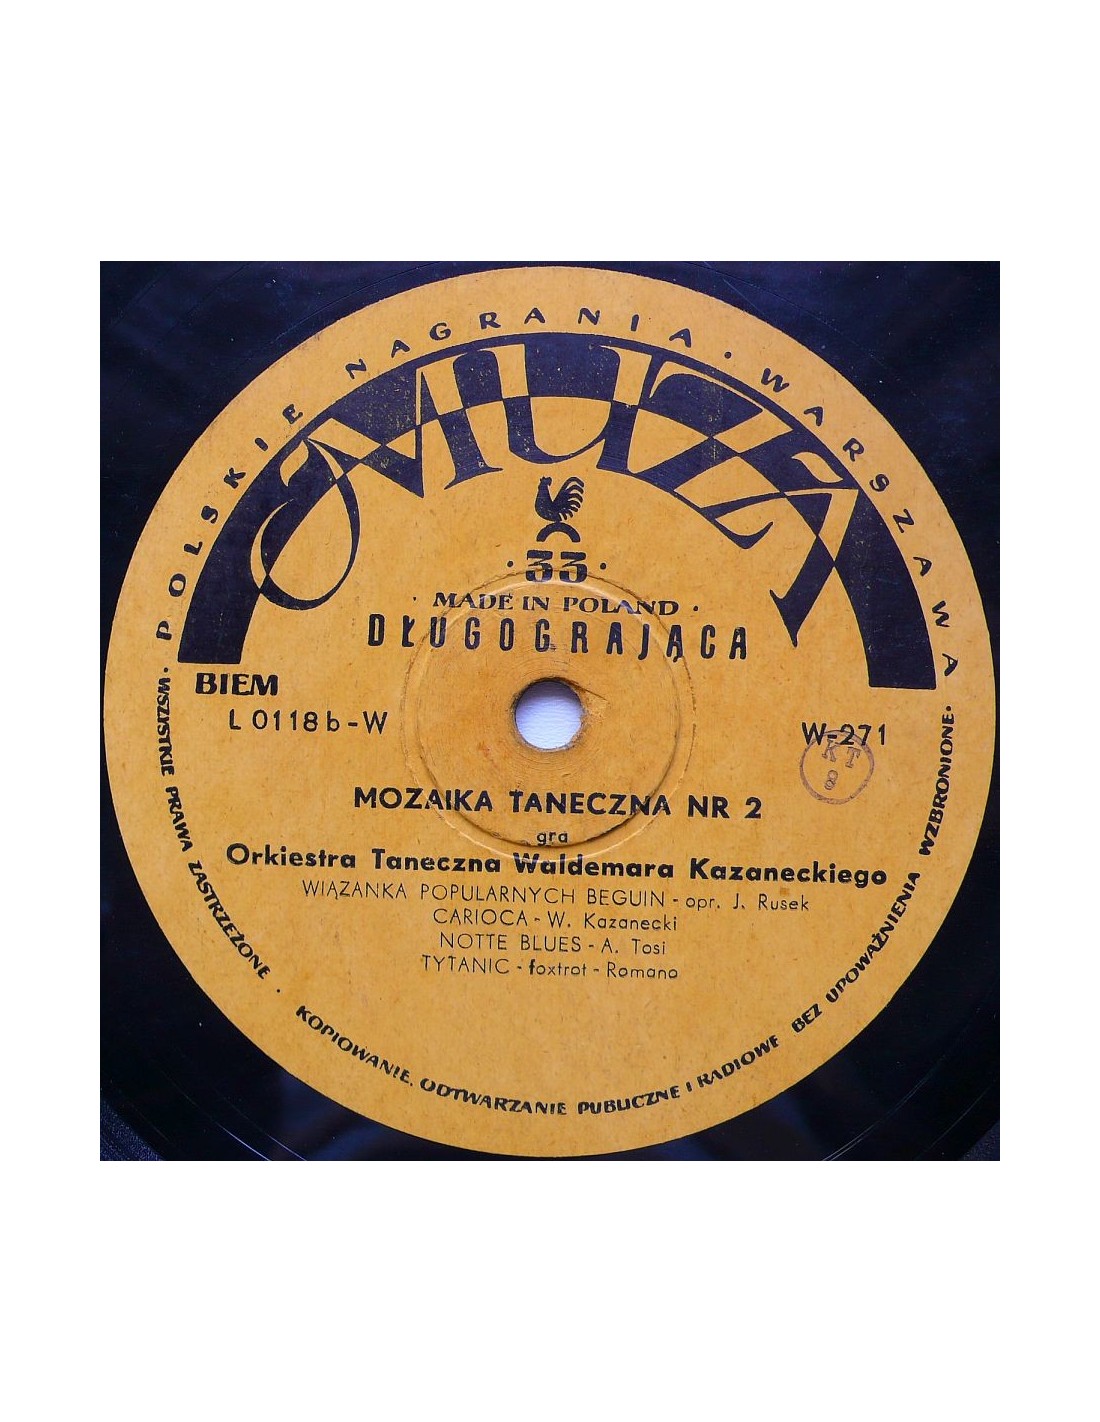 POLSKIE NAGRANIA · WARSZAWA
MUZA
· 33 ·
· MADE IN POLAND ·
DŁUGOGRAJĄCA
BIEM
L 0118 b - W
W-271
KT
8
MOZAIKA TANECZNA NR 2
gra
Orkiestra Taneczna Waldemara Kazaneckiego
WIĄZANKA POPULARNYCH BEGUIN - opr. J. Rusek
CARIOCA - W. Kazanecki
NOTTE BLUES - A. Tosi
TYTANIC - foxtrot - Romano
· WSZYSTKIE PRAWA ZASTRZEŻONE · KOPIOWANIE, ODTWARZANIE PUBLICZNE I RADIOWE BEZ UPOWAŻNIENIA WZBRONIONE ·